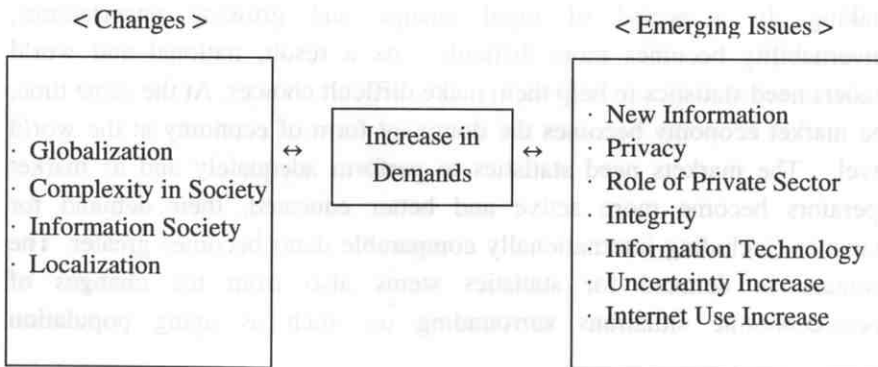 < Changes >
· Globalization
· Complexity in Society
· Information Society
· Localization
↔
Increase in
Demands
↔
< Emerging Issues >
· New Information
· Privacy
· Role of Private Sector
· Integrity
· Information Technology
· Uncertainty Increase
· Internet Use Increase